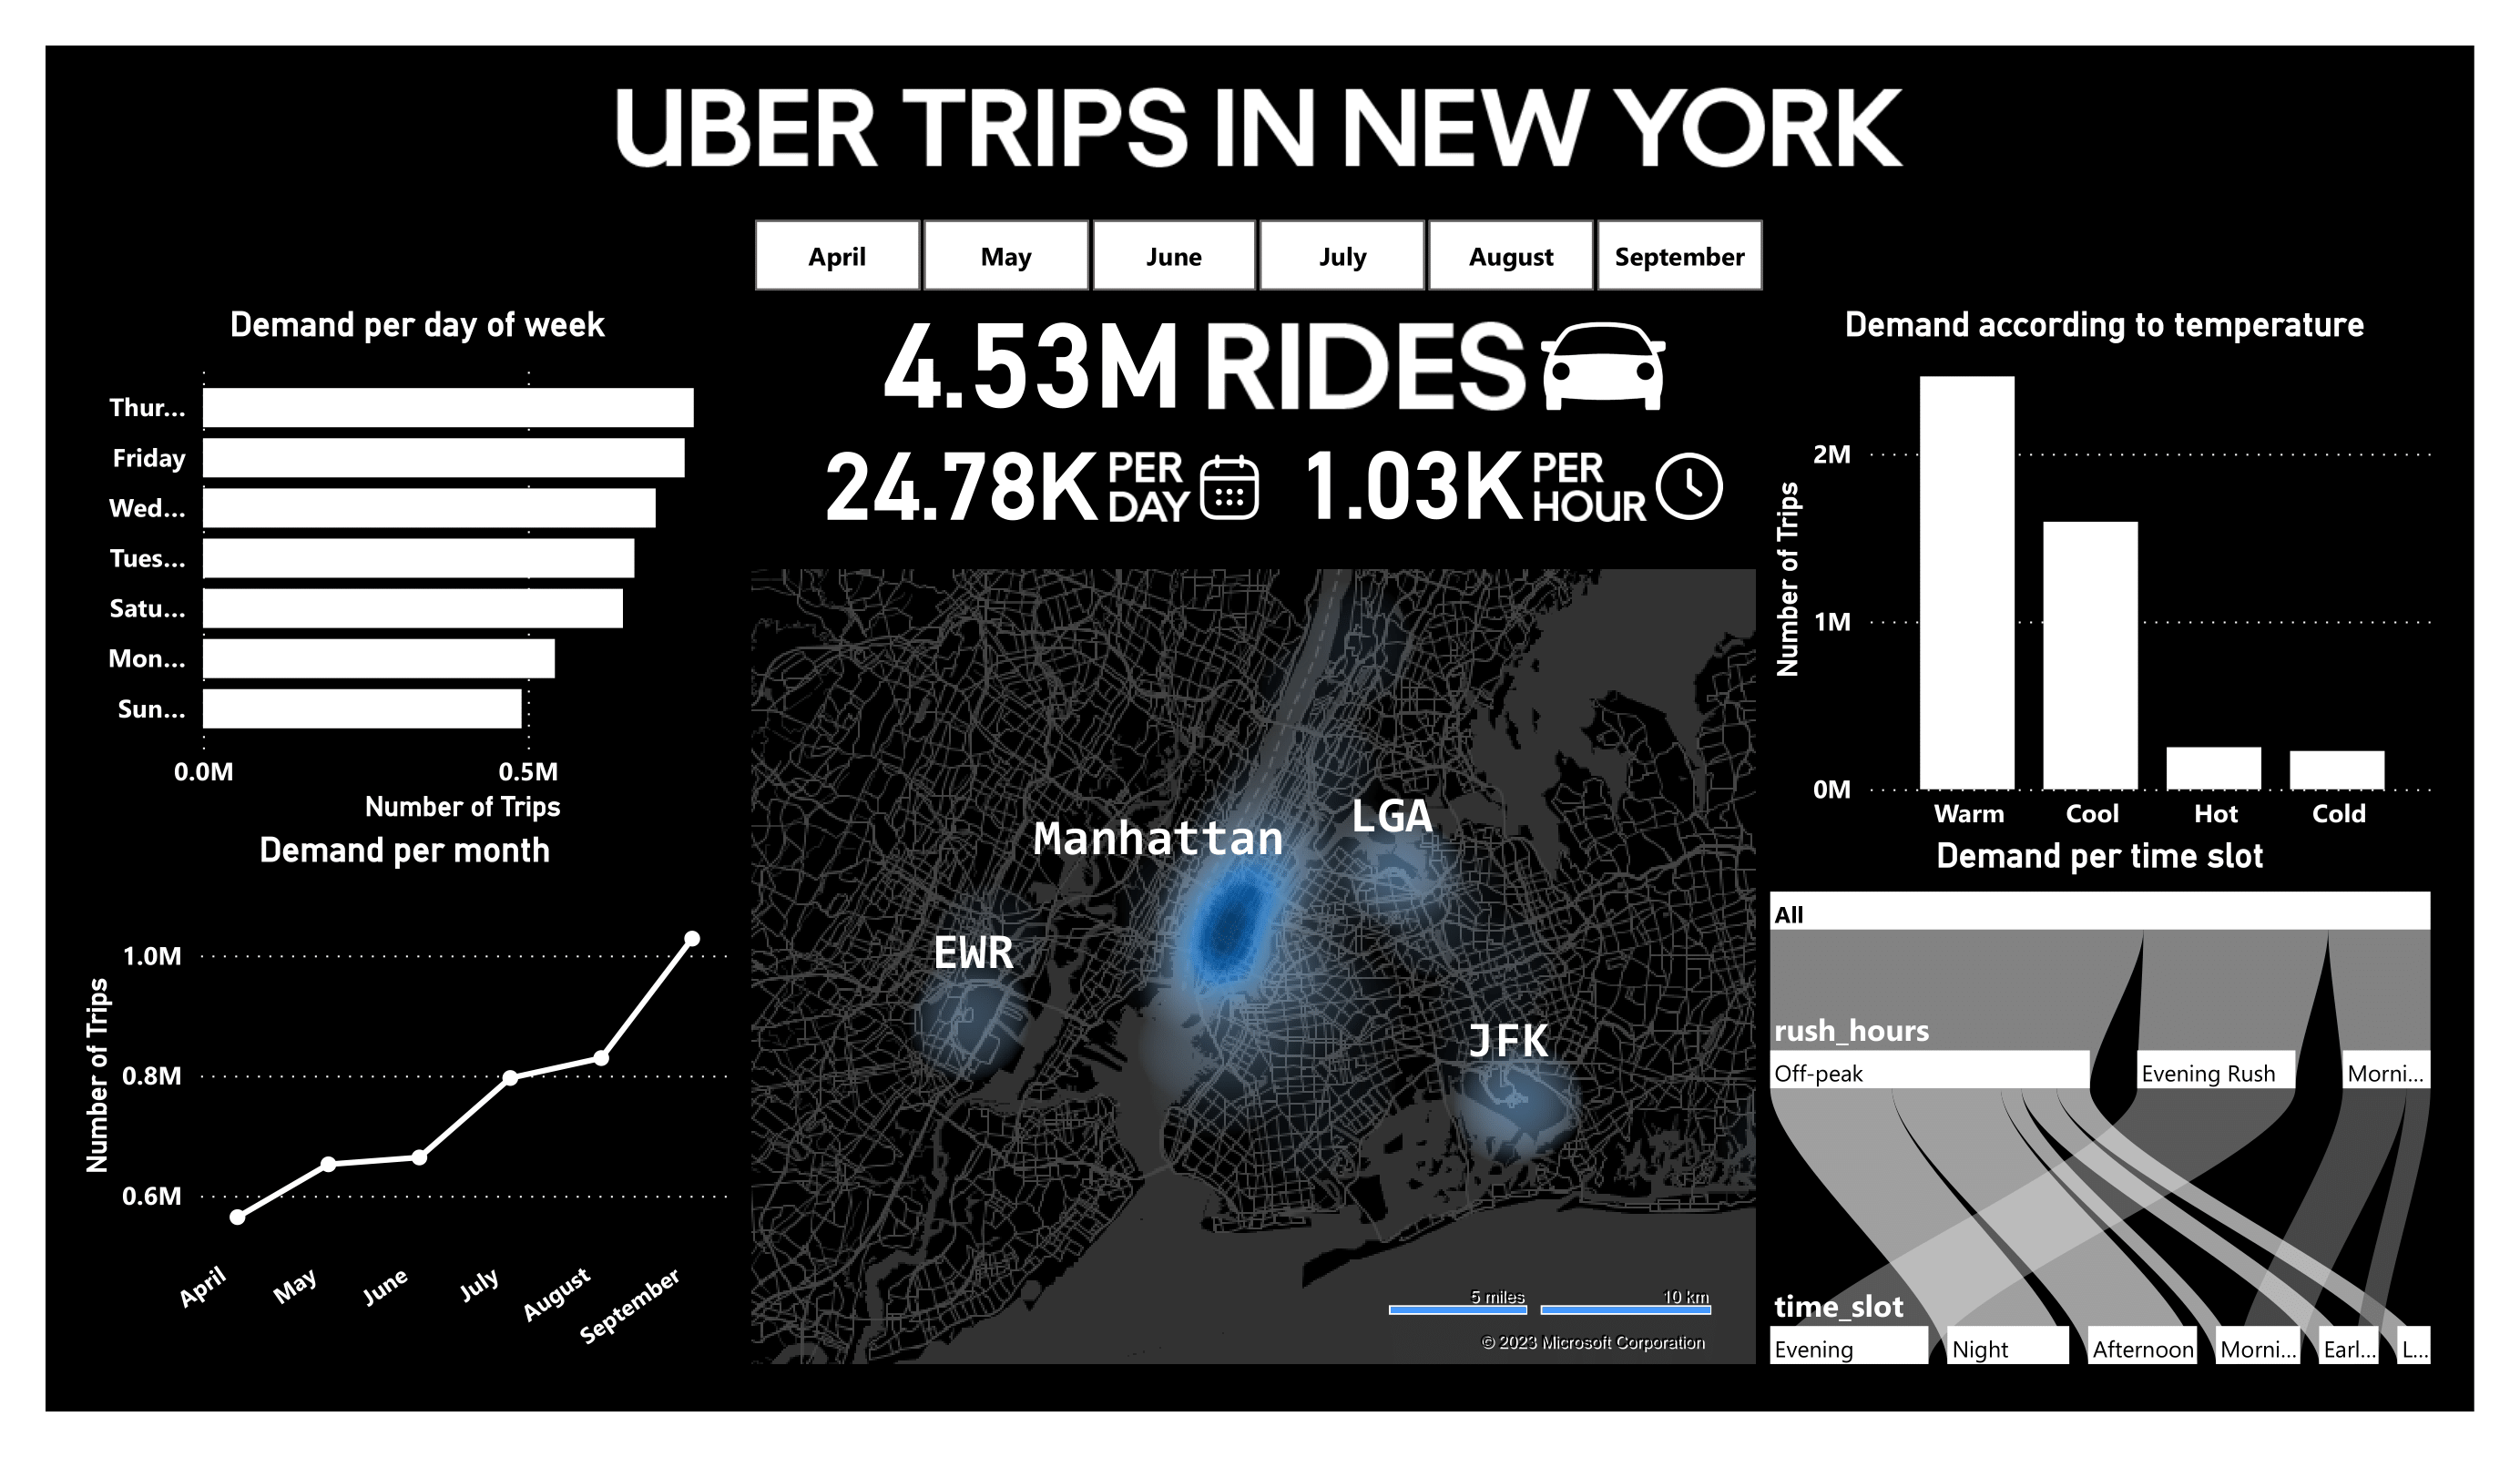 UBER TRIPS IN NEW YORK
April May June July August September
Demand per day of week
Thur...
Friday
Wed...
Tues...
Satu...
Mon...
Sun...
0.0M 0.5M
Number of Trips
4.53M RIDES
24.78K PER DAY 1.03K PER HOUR
Demand according to temperature
Number of Trips
2M
1M
0M
Warm Cool Hot Cold
Demand per month
Number of Trips
1.0M
0.8M
0.6M
April May June July August September
Manhattan
LGA
EWR
JFK
5 miles 10 km
© 2023 Microsoft Corporation
Demand per time slot
All
rush_hours
Off-peak Evening Rush Morni...
time_slot
Evening Night Afternoon Morni... Earl... L...